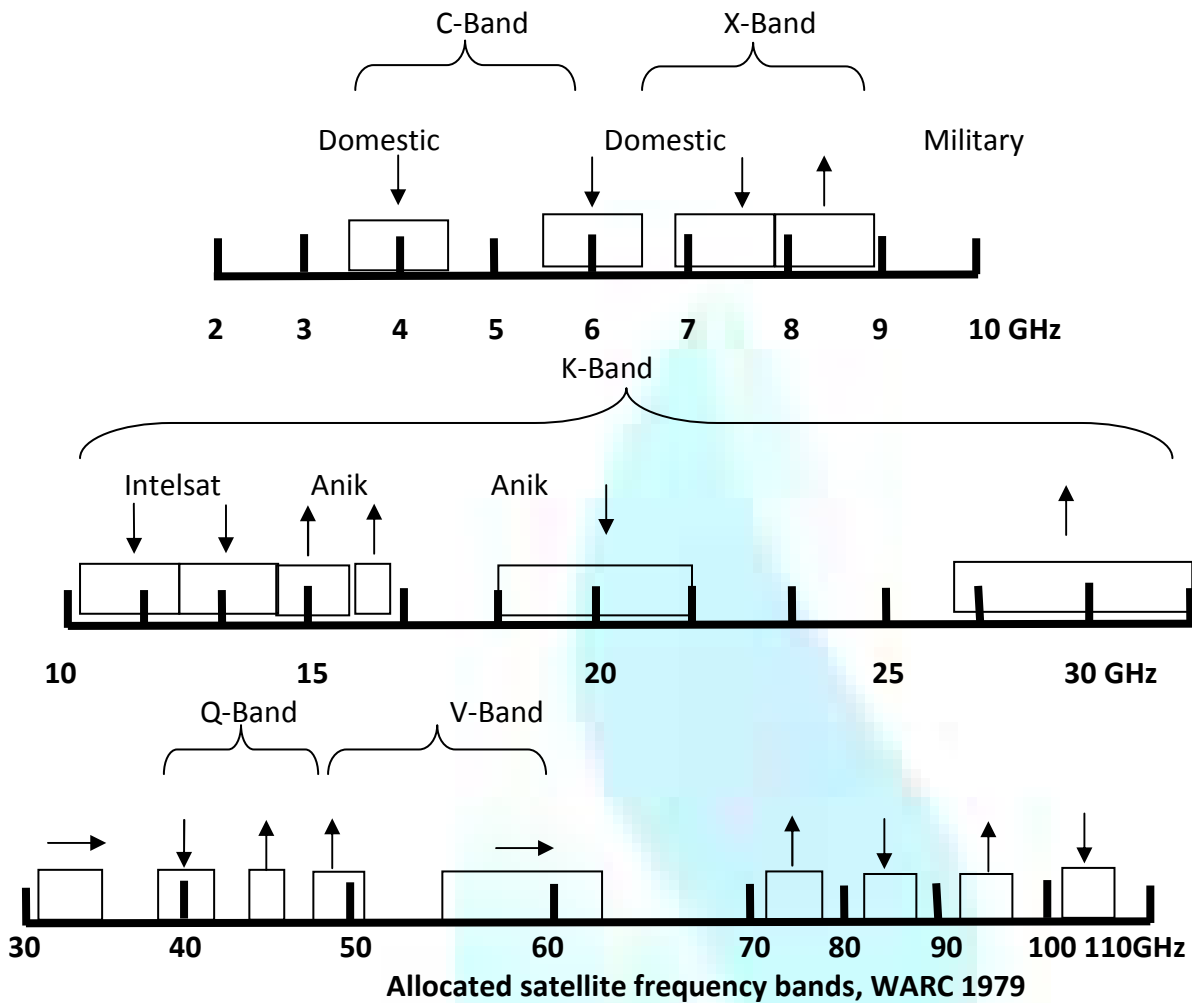 C-Band X-Band
Domestic Domestic Military
2 3 4 5 6 7 8 9 10 GHz
K-Band
Intelsat Anik Anik
10 15 20 25 30 GHz
Q-Band V-Band
30 40 50 60 70 80 90 100 110GHz
Allocated satellite frequency bands, WARC 1979